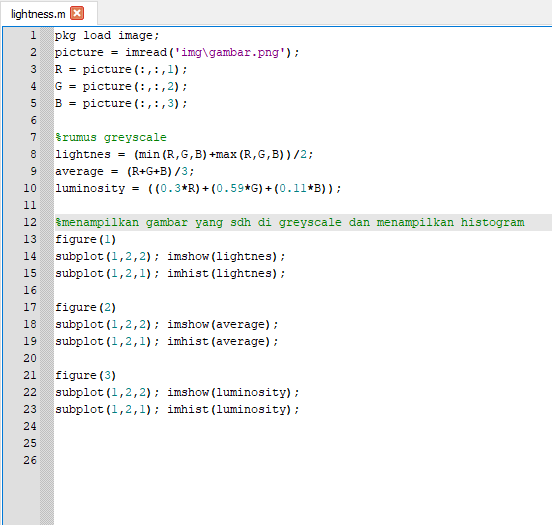 lightness.m
1 pkg load image;
2 picture = imread('img\gambar.png');
3 R = picture(:,:,1);
4 G = picture(:,:,2);
5 B = picture(:,:,3);
6
7 %rumus greyscale
8 lightnes = (min(R,G,B)+max(R,G,B))/2;
9 average = (R+G+B)/3;
10 luminosity = ((0.3*R)+(0.59*G)+(0.11*B));
11
12 %menampilkan gambar yang sdh di greyscale dan menampilkan histogram
13 figure(1)
14 subplot(1,2,2); imshow(lightnes);
15 subplot(1,2,1); imhist(lightnes);
16
17 figure(2)
18 subplot(1,2,2); imshow(average);
19 subplot(1,2,1); imhist(average);
20
21 figure(3)
22 subplot(1,2,2); imshow(luminosity);
23 subplot(1,2,1); imhist(luminosity);
24
25
26